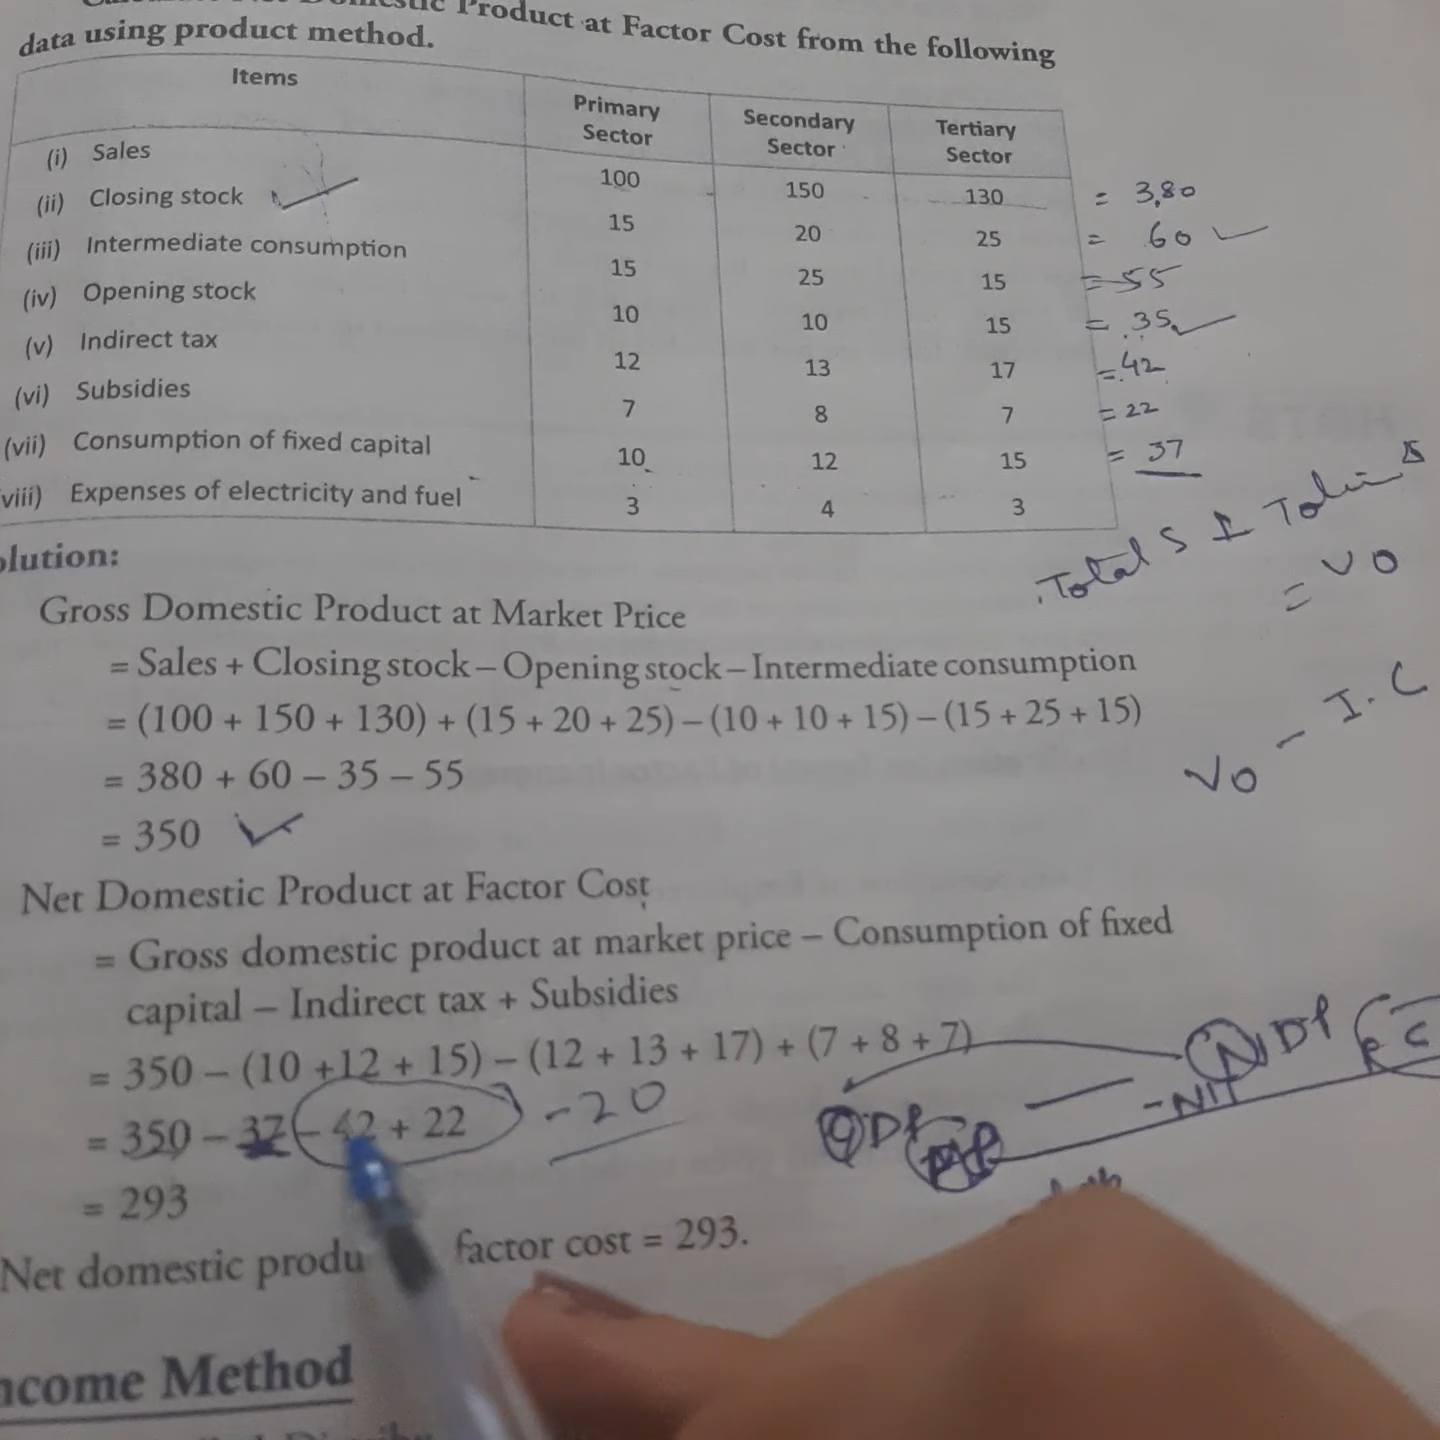 Product at Factor Cost from the following
data using product method.
Items Primary Sector Secondary Sector Tertiary Sector
(i) Sales 100 150 130 = 3,80
(ii) Closing stock 15 20 25 = 60
(iii) Intermediate consumption 15 25 15 = 55
(iv) Opening stock 10 10 15 = 35
(v) Indirect tax 12 13 17 = 42
(vi) Subsidies 7 8 7 = 22
(vii) Consumption of fixed capital 10 12 15 = 37
viii) Expenses of electricity and fuel 3 4 3
Total S
= VO
olution:
Gross Domestic Product at Market Price
= Sales + Closing stock – Opening stock – Intermediate consumption
= (100 + 150 + 130) + (15 + 20 + 25) – (10 + 10 + 15) – (15 + 25 + 15)
VO – I.C
= 380 + 60 – 35 – 55
= 350
Net Domestic Product at Factor Cost
= Gross domestic product at market price – Consumption of fixed
capital – Indirect tax + Subsidies
= 350 – (10 +12 + 15) – (12 + 13 + 17) + (7 + 8 + 7)
NDP FC
= 350 – 37 – 42 + 22 -20
GDP MP – -NIT
= 293
Net domestic produ factor cost = 293.
ncome Method